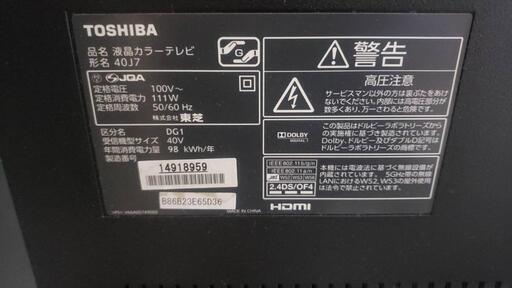 TOSHIBA
品名 液晶カラーテレビ
形名 40J7
JQA
定格電圧 100V～
定格消費電力 111W
定格周波数 50/60 Hz
株式会社 東芝
区分名 DG1
受信機型サイズ 40V
年間消費電力量 98 kWh/年
製造番号
14918959
B86B23E65D36
MADE IN CHINA
警告
高圧注意
サービスマン以外の方は裏ぶたをあけないでください。内部には高電圧部分が数多くあり、万一さわると危険です。
DOLBY
DIGITAL+
この製品はドルビーラボラトリーズからの実施権に基づき製造されています。Dolby、ドルビー及びダブルD記号はドルビーラボラトリーズの商標です。
IEEE802.11b/g/n
IEEE802.11a/n
W52 W53 W56
2.4DS/OF4
本機には電波法に基づく無線設備が内蔵されています。 5GHz帯の無線LANにおけるW52、W53の屋外使用は法令で禁止されています。
HDMI